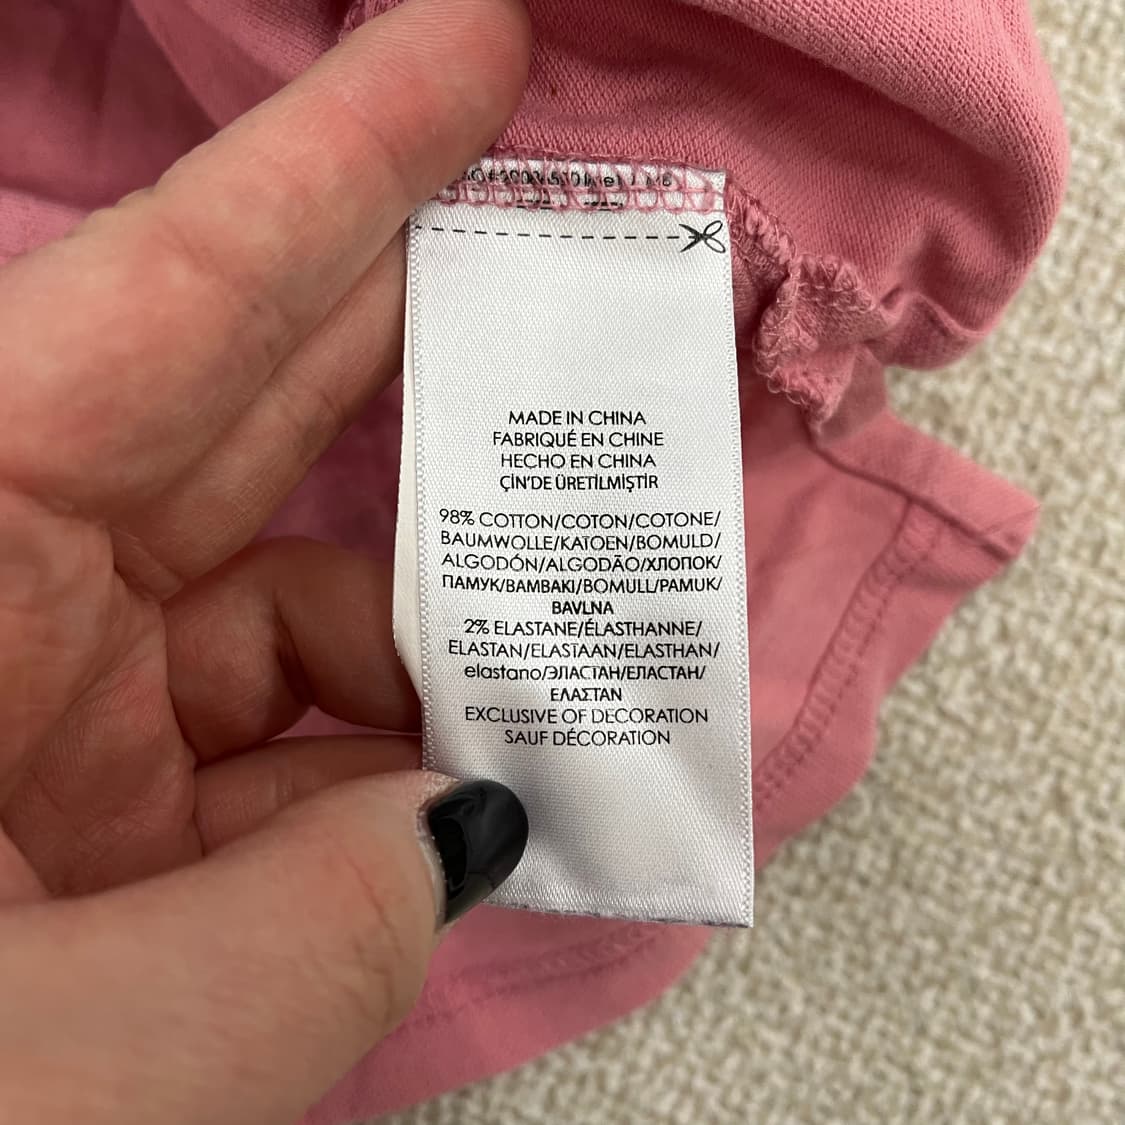 MADE IN CHINA
FABRIQUÉ EN CHINE
HECHO EN CHINA
ÇİN'DE ÜRETİLMİŞTİR
98% COTTON/COTON/COTONE/
BAUMWOLLE/KATOEN/BOMULD/
ALGODÓN/ALGODÃO/ХЛОПОК/
ПАМУК/ΒΑΜΒΑΚΙ/BOMULL/PAMUK/
BAVLNA
2% ELASTANE/ÉLASTHANNE/
ELASTAN/ELASTAAN/ELASTHAN/
elastano/ЭЛАСТАН/ЕЛАСТАН/
ΕΛΑΣΤΑΝ
EXCLUSIVE OF DECORATION
SAUF DÉCORATION